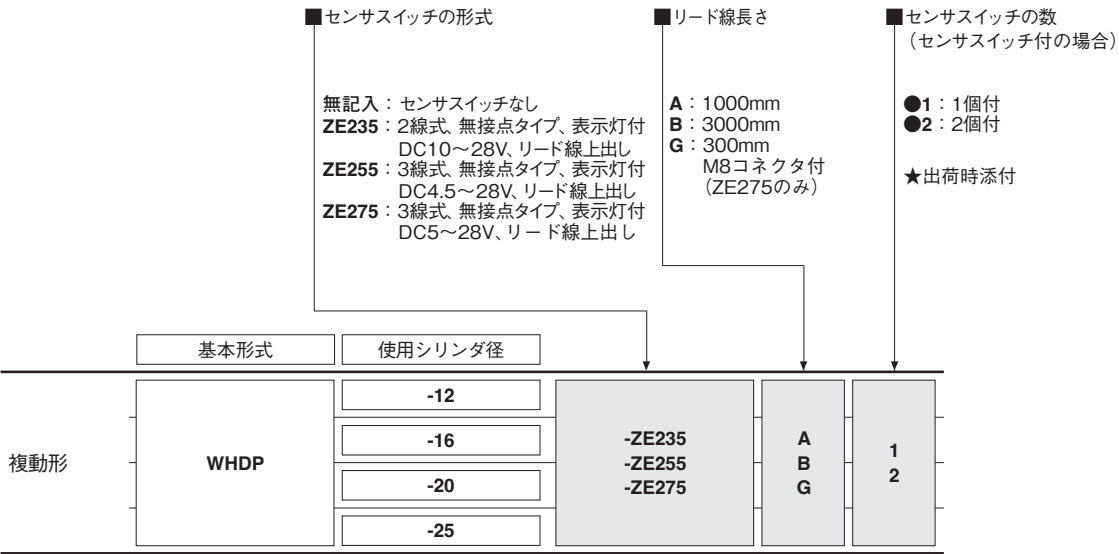 ■センサスイッチの形式
無記入：センサスイッチなし
ZE235：2線式、無接点タイプ、表示灯付
DC10〜28V、リード線上出し
ZE255：3線式、無接点タイプ、表示灯付
DC4.5〜28V、リード線上出し
ZE275：3線式、無接点タイプ、表示灯付
DC5〜28V、リード線上出し
■リード線長さ
A：1000mm
B：3000mm
G：300mm
M8コネクタ付
（ZE275のみ）
■センサスイッチの数
（センサスイッチ付の場合）
●1：1個付
●2：2個付
★出荷時添付
基本形式
使用シリンダ径
複動形
WHDP
-12
-16
-20
-25
-ZE235
-ZE255
-ZE275
A
B
G
1
2